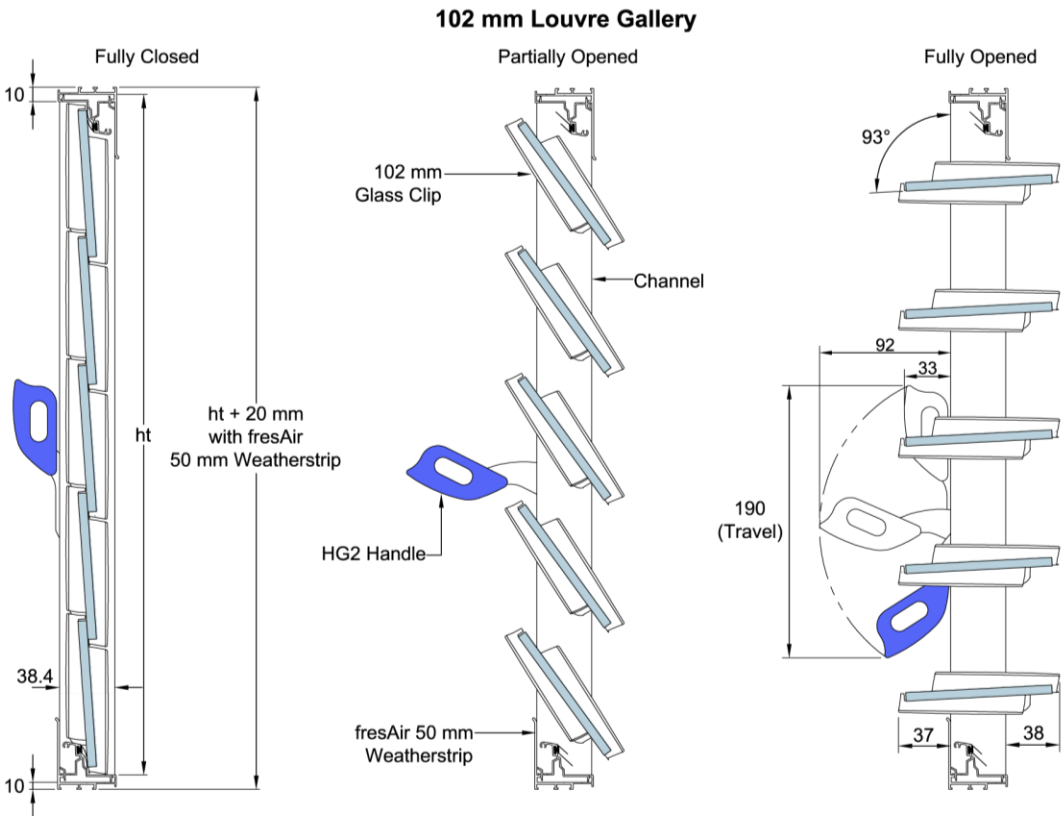 102 mm Louvre Gallery
Fully Closed
Partially Opened
Fully Opened
10
93°
102 mm
Glass Clip
Channel
92
33
ht
ht + 20 mm
with fresAir
50 mm Weatherstrip
190
(Travel)
HG2 Handle
38.4
fresAir 50 mm
Weatherstrip
37
38
10